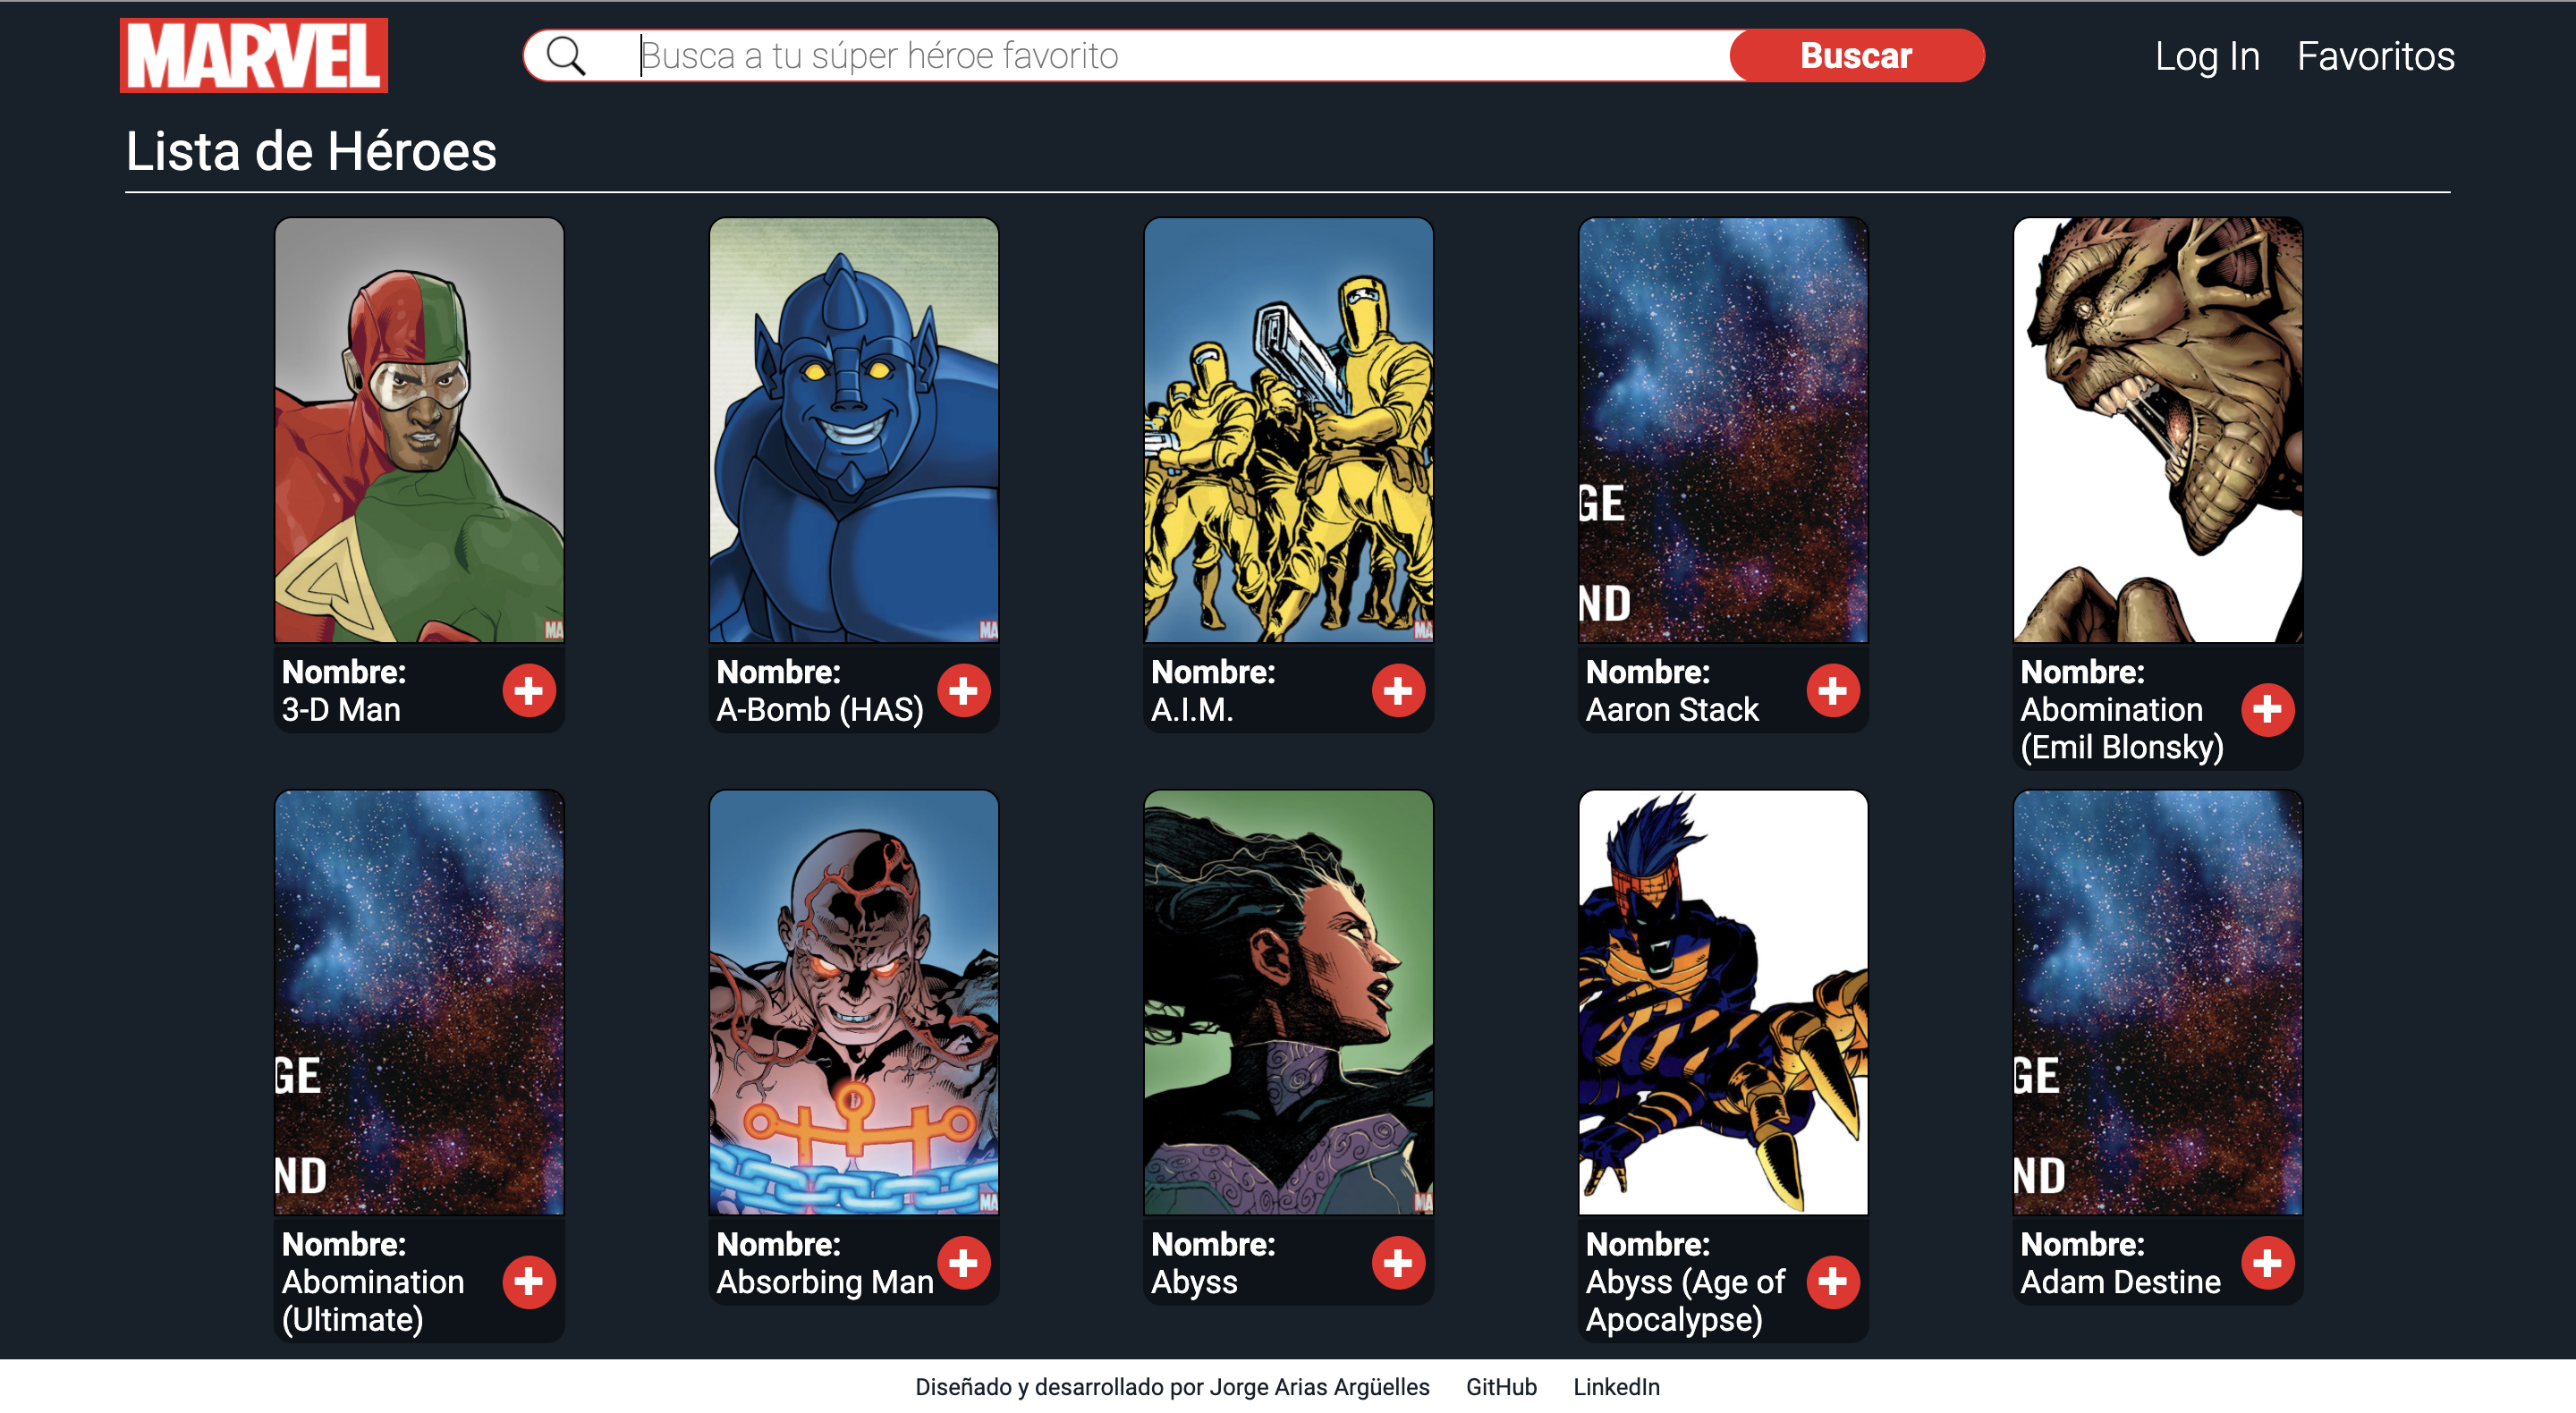 MARVEL
Busca a tu súper héroe favorito
Buscar
Log In
Favoritos
Lista de Héroes
MA
MA
MA
GE
ND
Nombre:
3-D Man
Nombre:
A-Bomb (HAS)
Nombre:
A.I.M.
Nombre:
Aaron Stack
Nombre:
Abomination
(Emil Blonsky)
GE
ND
MA
MA
GE
ND
Nombre:
Abomination
(Ultimate)
Nombre:
Absorbing Man
Nombre:
Abyss
Nombre:
Abyss (Age of
Apocalypse)
Nombre:
Adam Destine
Diseñado y desarrollado por Jorge Arias Argüelles
GitHub
LinkedIn